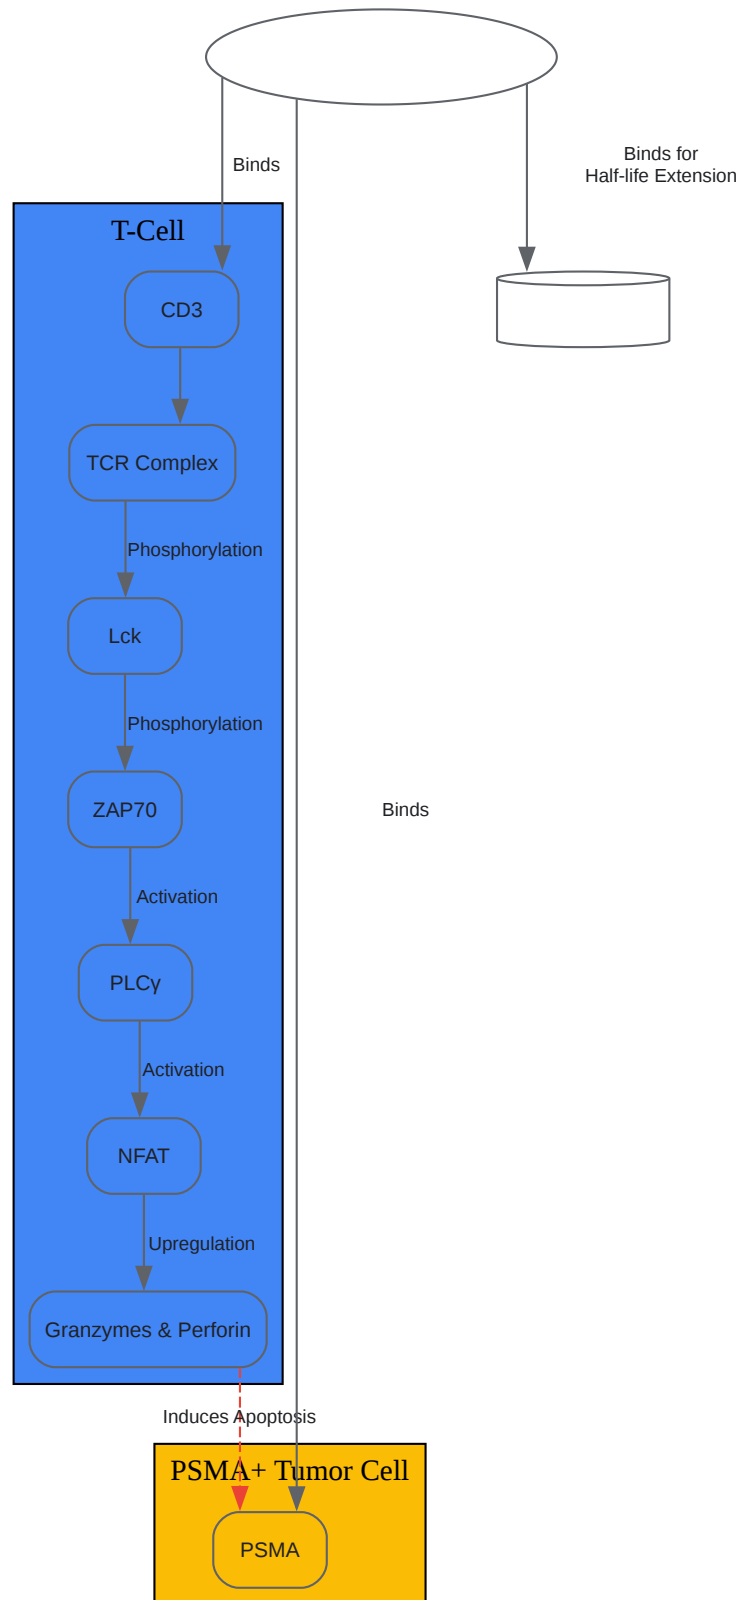 Binds
Binds for
Half-life Extension
T-Cell
CD3
TCR Complex
Phosphorylation
Lck
Phosphorylation
ZAP70
Binds
Activation
PLCγ
Activation
NFAT
Upregulation
Granzymes & Perforin
Induces Apoptosis
PSMA+ Tumor Cell
PSMA